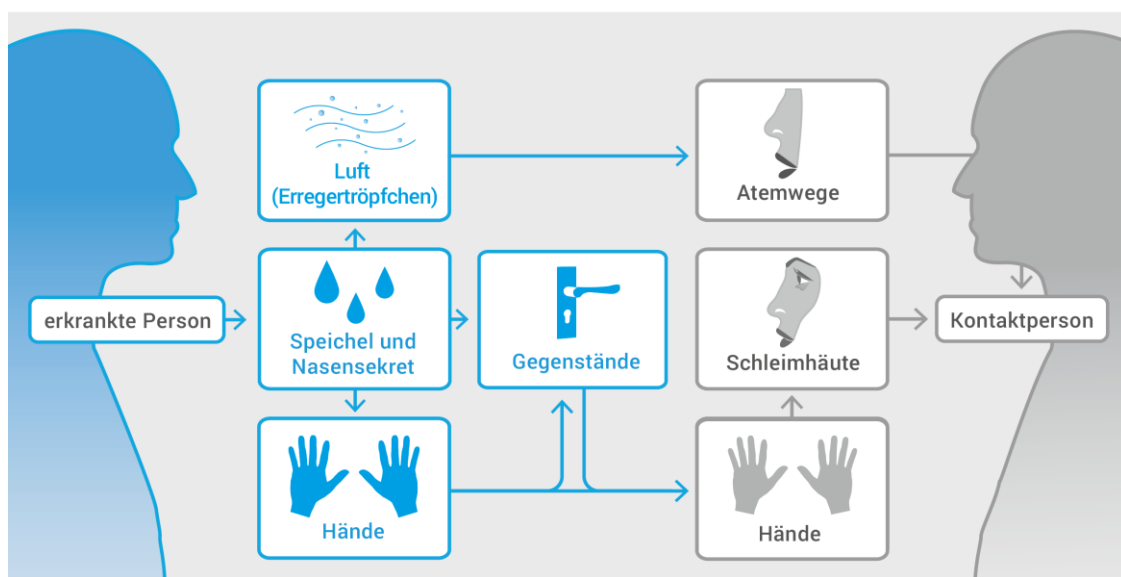 Luft
(Erregertröpfchen)
Atemwege
erkrankte Person
Speichel und
Nasensekret
Gegenstände
Schleimhäute
Kontaktperson
Hände
Hände